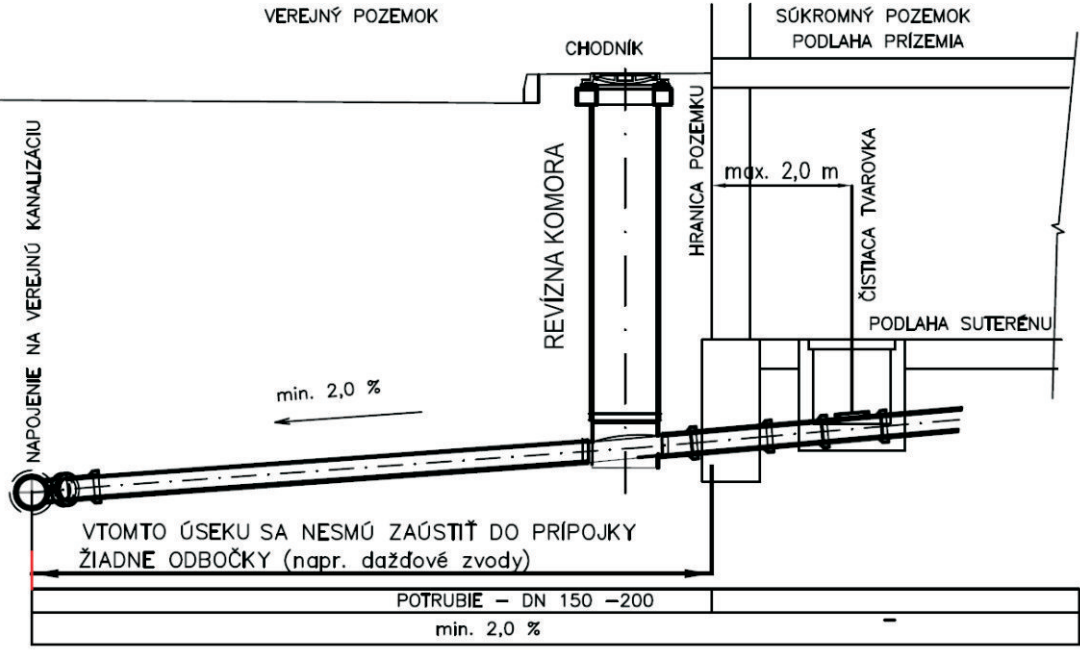 VEREJNÝ POZEMOK
SÚKROMNÝ POZEMOK
PODLAHA PRÍZEMIA
CHODNÍK
NAPOJENIE NA VEREJNÚ KANALIZÁCIU
REVÍZNA KOMORA
HRANICA POZEMKU
max. 2,0 m
ČISTIACA TVAROVKA
PODLAHA SUTERÉNU
min. 2,0 %
VTOMTO ÚSEKU SA NESMÚ ZAÚSTIŤ DO PRÍPOJKY
ŽIADNE ODBOČKY (napr. dažďové zvody)
POTRUBIE – DN 150 –200
min. 2,0 %
–